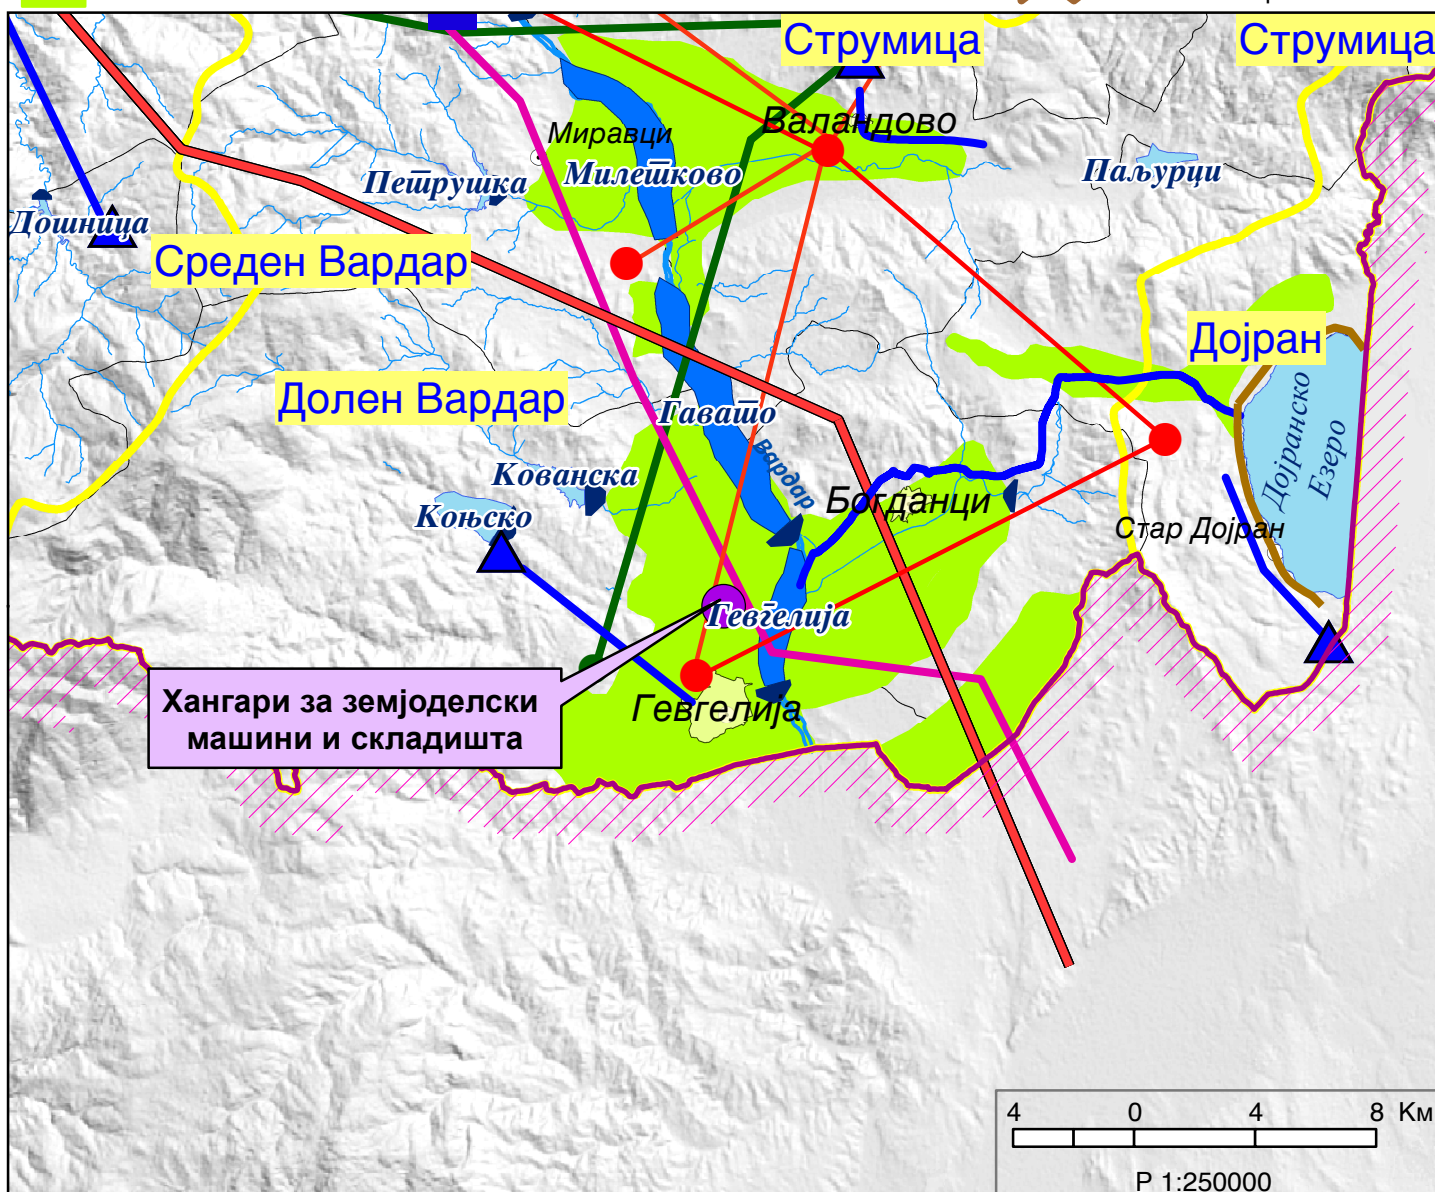 Струмица
Струмица
Валандово
Миравци
Милетково
Петрушка
Паљурци
Дошница
Среден Вардар
Дојран
Долен Вардар
Гавато
Дојранско
Езеро
Вардар
Кованска
Богданци
Коњско
Стар Дојран
Гевгелија
Хангари за земјоделски
машини и складишта
Гевгелија
4 0 4 8 Км
Р 1:250000